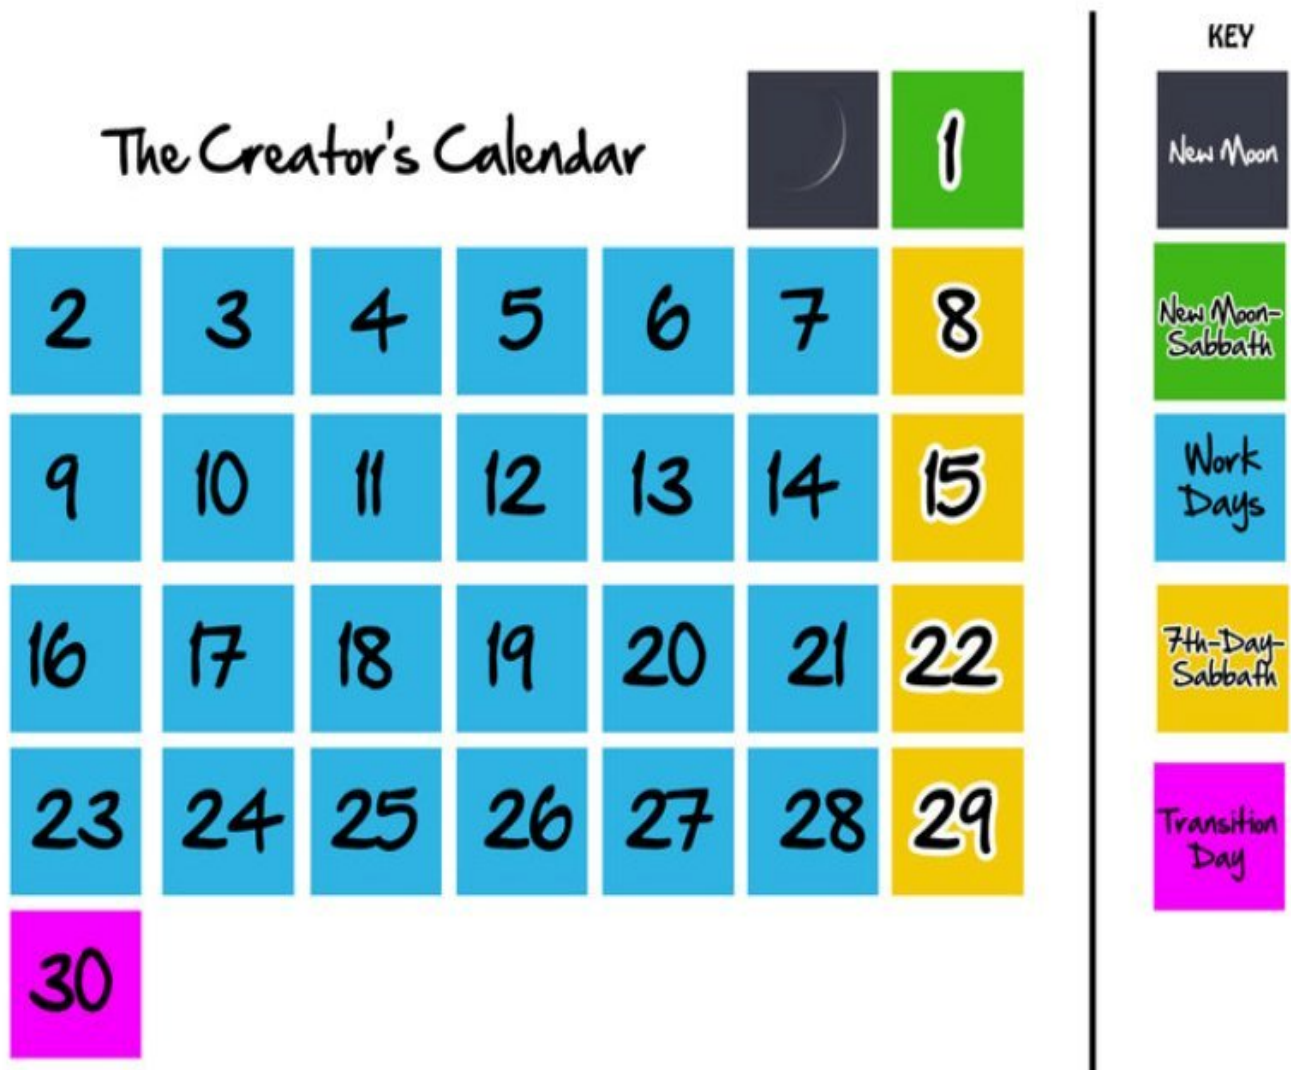 KEY
The Creator's Calendar 1
New Moon
2 3 4 5 6 7 8
New Moon-
Sabbath
9 10 11 12 13 14 15
Work
Days
16 17 18 19 20 21 22
7th-Day-
Sabbath
23 24 25 26 27 28 29
Transition
Day
30